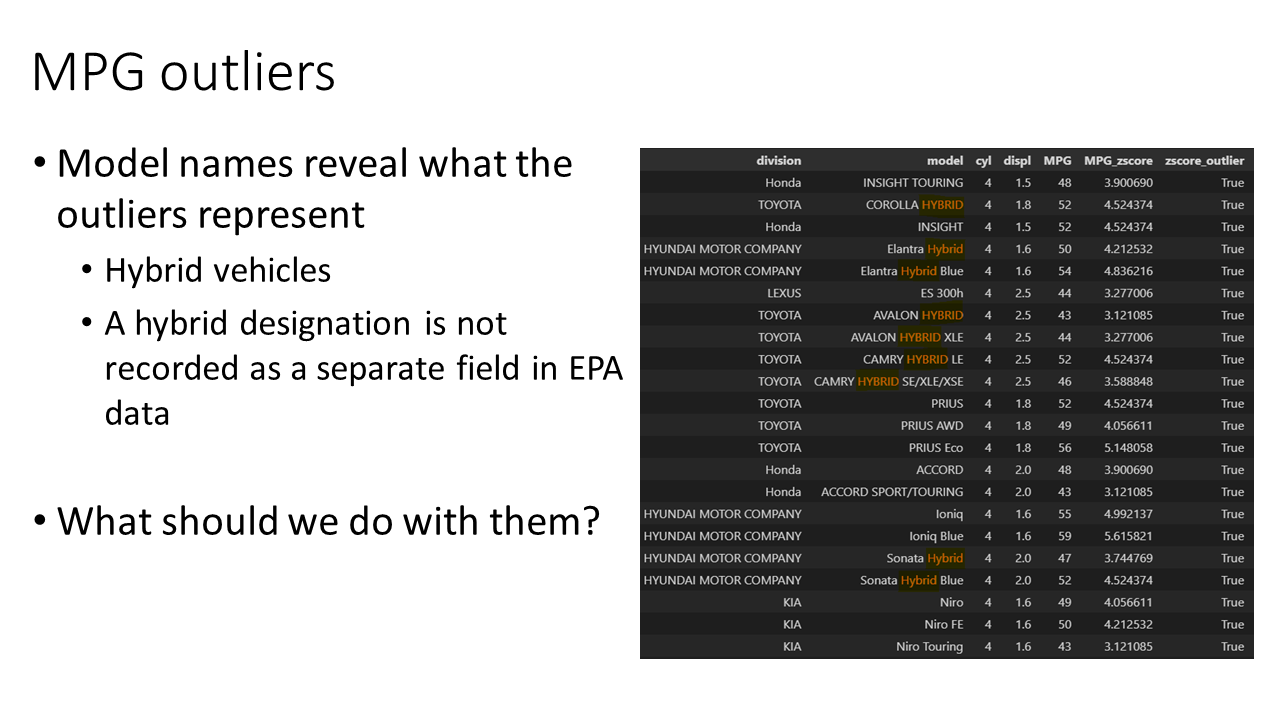 MPG outliers
• Model names reveal what the
outliers represent
• Hybrid vehicles
• A hybrid designation is not
recorded as a separate field in EPA
data
• What should we do with them?
division model cyl displ MPG MPG_zscore zscore_outlier
Honda INSIGHT TOURING 4 1.5 48 3.900690 True
TOYOTA COROLLA HYBRID 4 1.8 52 4.524374 True
Honda INSIGHT 4 1.5 52 4.524374 True
HYUNDAI MOTOR COMPANY Elantra Hybrid 4 1.6 50 4.212532 True
HYUNDAI MOTOR COMPANY Elantra Hybrid Blue 4 1.6 54 4.836216 True
LEXUS ES 300h 4 2.5 44 3.277006 True
TOYOTA AVALON HYBRID 4 2.5 43 3.121085 True
TOYOTA AVALON HYBRID XLE 4 2.5 44 3.277006 True
TOYOTA CAMRY HYBRID LE 4 2.5 52 4.524374 True
TOYOTA CAMRY HYBRID SE/XLE/XSE 4 2.5 46 3.588848 True
TOYOTA PRIUS 4 1.8 52 4.524374 True
TOYOTA PRIUS AWD 4 1.8 49 4.056611 True
TOYOTA PRIUS Eco 4 1.8 56 5.148058 True
Honda ACCORD 4 2.0 48 3.900690 True
Honda ACCORD SPORT/TOURING 4 2.0 43 3.121085 True
HYUNDAI MOTOR COMPANY Ioniq 4 1.6 55 4.992137 True
HYUNDAI MOTOR COMPANY Ioniq Blue 4 1.6 59 5.615821 True
HYUNDAI MOTOR COMPANY Sonata Hybrid 4 2.0 47 3.744769 True
HYUNDAI MOTOR COMPANY Sonata Hybrid Blue 4 2.0 52 4.524374 True
KIA Niro 4 1.6 49 4.056611 True
KIA Niro FE 4 1.6 50 4.212532 True
KIA Niro Touring 4 1.6 43 3.121085 True